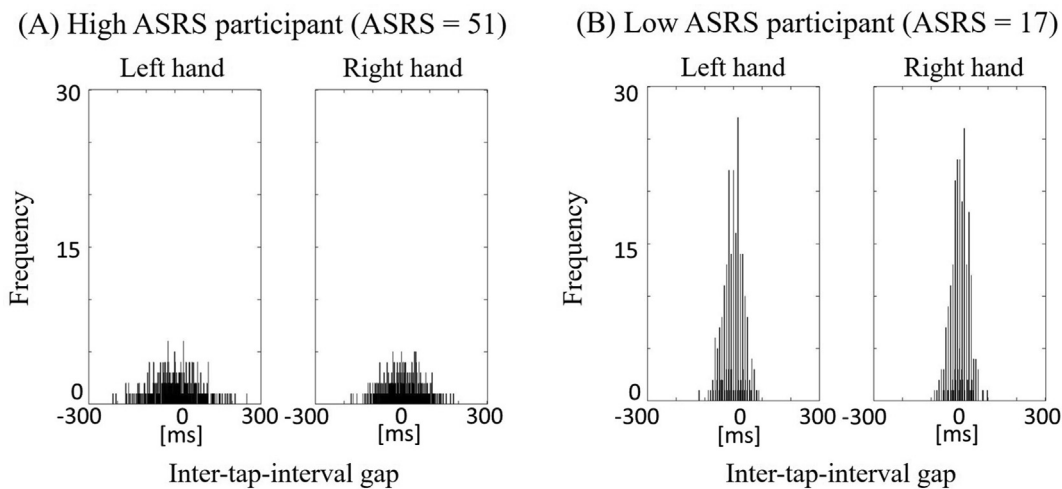 (A) High ASRS participant (ASRS = 51)
Left hand
Right hand
30
15
0
Frequency
-300
0
300
-300
0
300
[ms]
[ms]
Inter-tap-interval gap
(B) Low ASRS participant (ASRS = 17)
Left hand
Right hand
30
15
0
Frequency
-300
0
300
-300
0
300
[ms]
[ms]
Inter-tap-interval gap